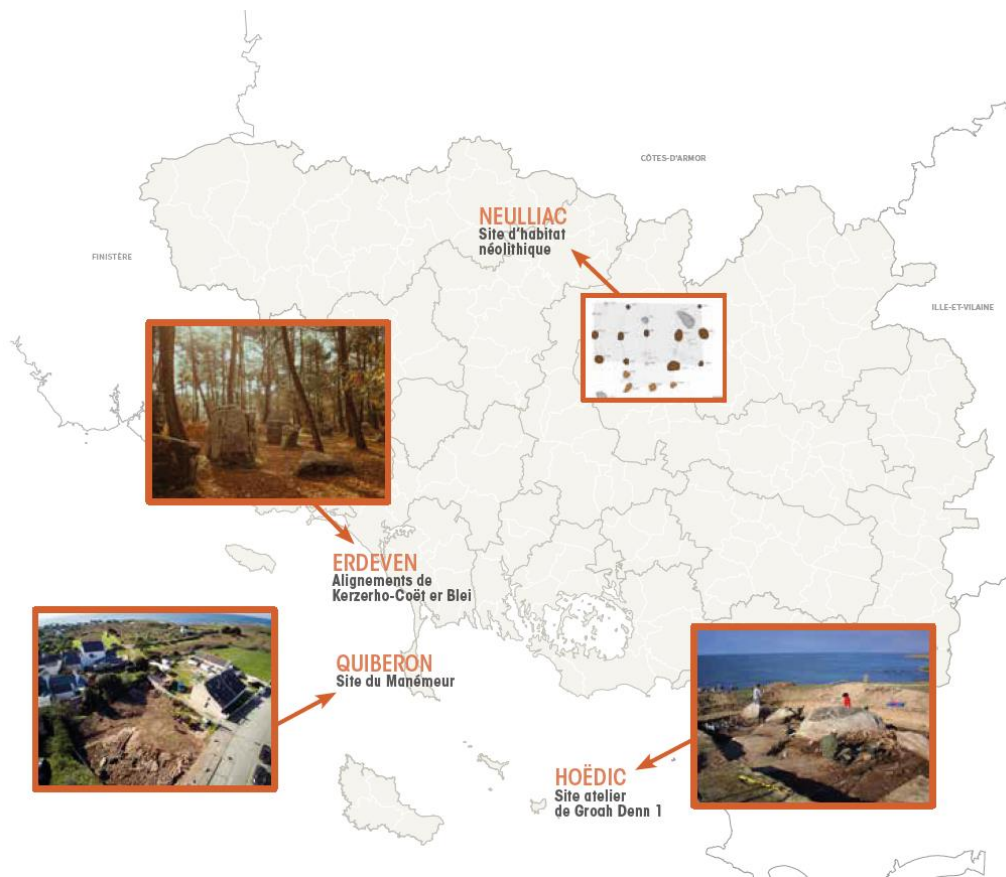 CÔTES-D'ARMOR
NEULLIAC
Site d'habitat
néolithique
FINISTÈRE
ILLE-ET-VILAINE
ERDEVEN
Alignements de
Kerzerho-Coët er Blei
QUIBERON
Site du Manémeur
HOËDIC
Site atelier
de Groah Denn 1